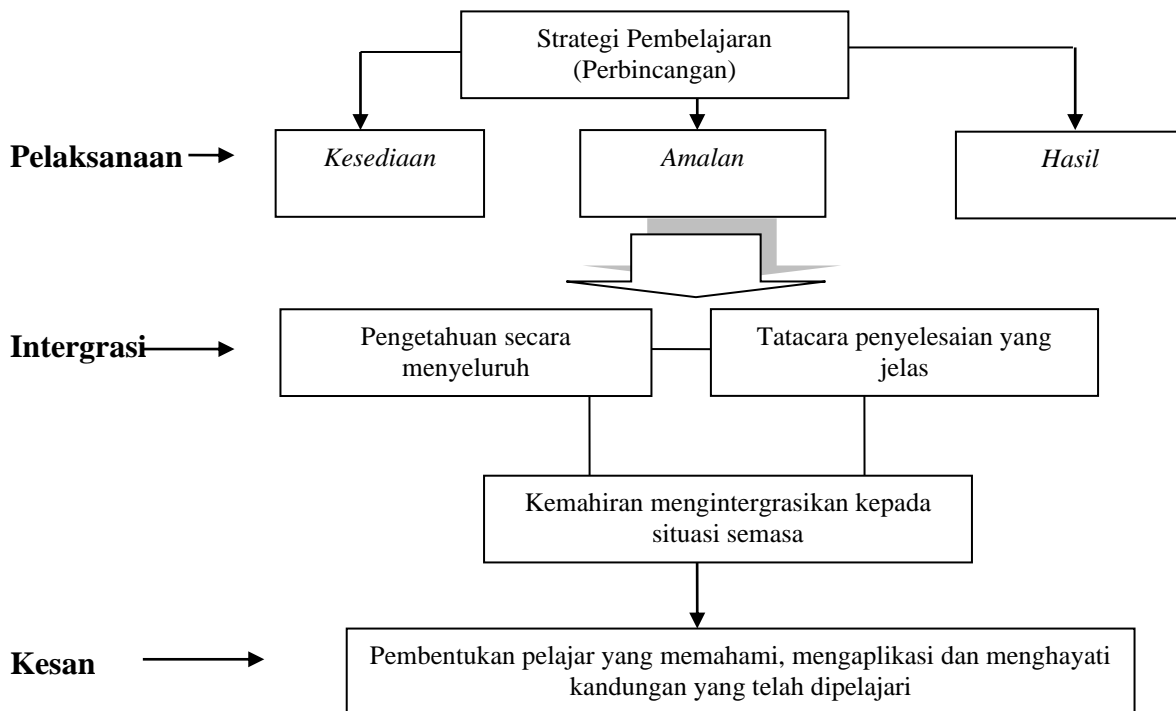 Strategi Pembelajaran
(Perbincangan)
Pelaksanaan
Kesediaan
Amalan
Hasil
Intergrasi
Pengetahuan secara
menyeluruh
Tatacara penyelesaian yang
jelas
Kemahiran mengintergrasikan kepada
situasi semasa
Kesan
Pembentukan pelajar yang memahami, mengaplikasi dan menghayati
kandungan yang telah dipelajari